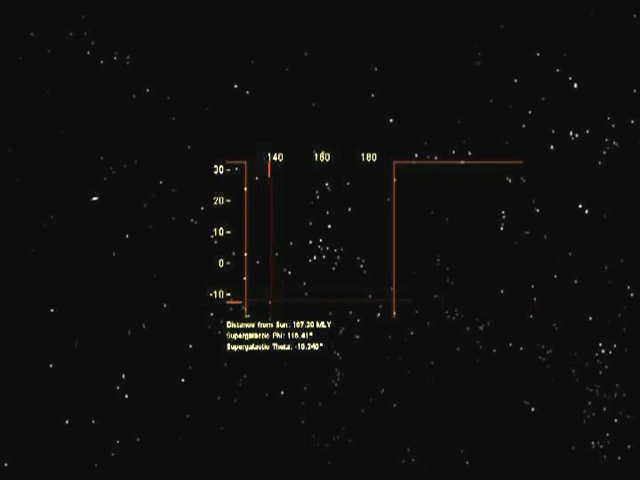 140 160 180
30
20
10
0
-10
Distance from Sun: 107.30 MLY
Supergalactic Phi: 116.41°
Supergalactic Theta: -10.240°